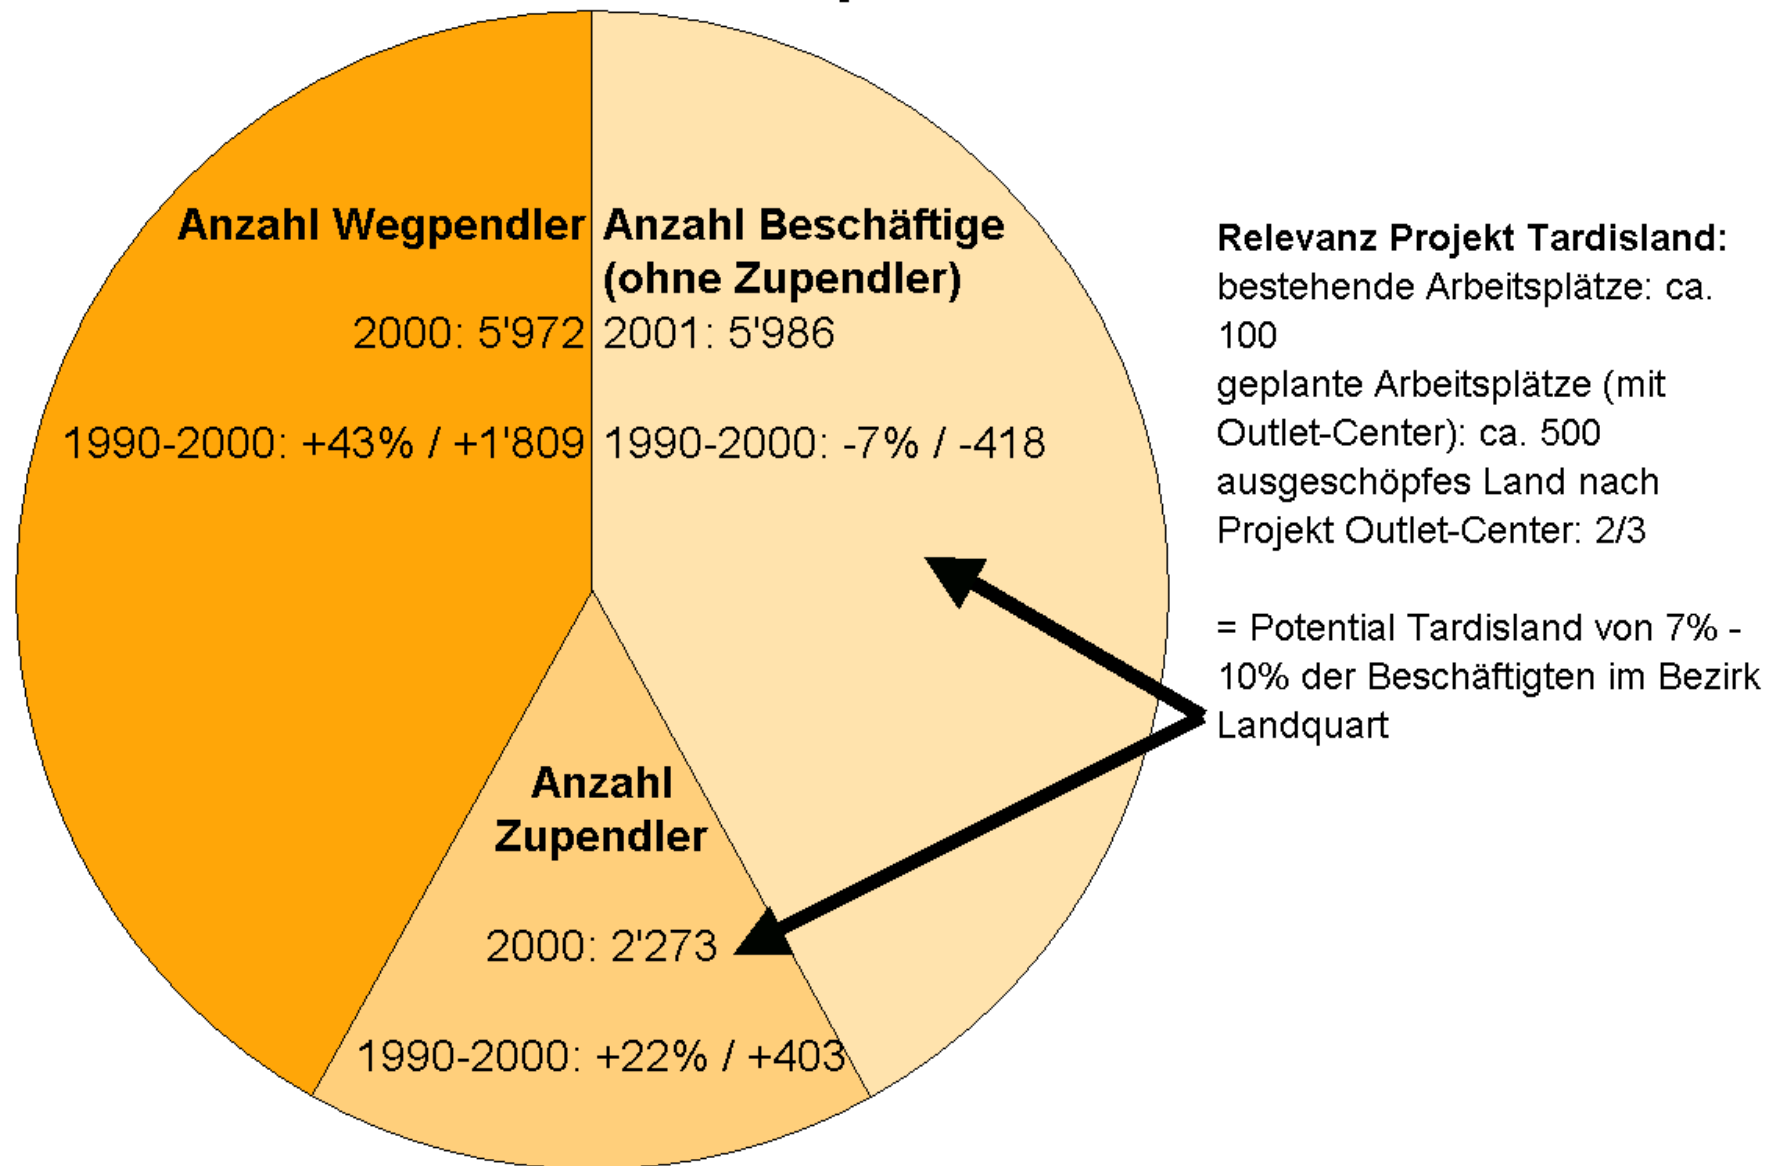 Anzahl Wegpendler
2000: 5'972
1990-2000: +43% / +1'809
Anzahl Beschäftige
(ohne Zupendler)
2001: 5'986
1990-2000: -7% / -418
Anzahl
Zupendler
2000: 2'273
1990-2000: +22% / +403
Relevanz Projekt Tardisland:
bestehende Arbeitsplätze: ca.
100
geplante Arbeitsplätze (mit
Outlet-Center): ca. 500
ausgeschöpfes Land nach
Projekt Outlet-Center: 2/3
= Potential Tardisland von 7% -
10% der Beschäftigten im Bezirk
Landquart